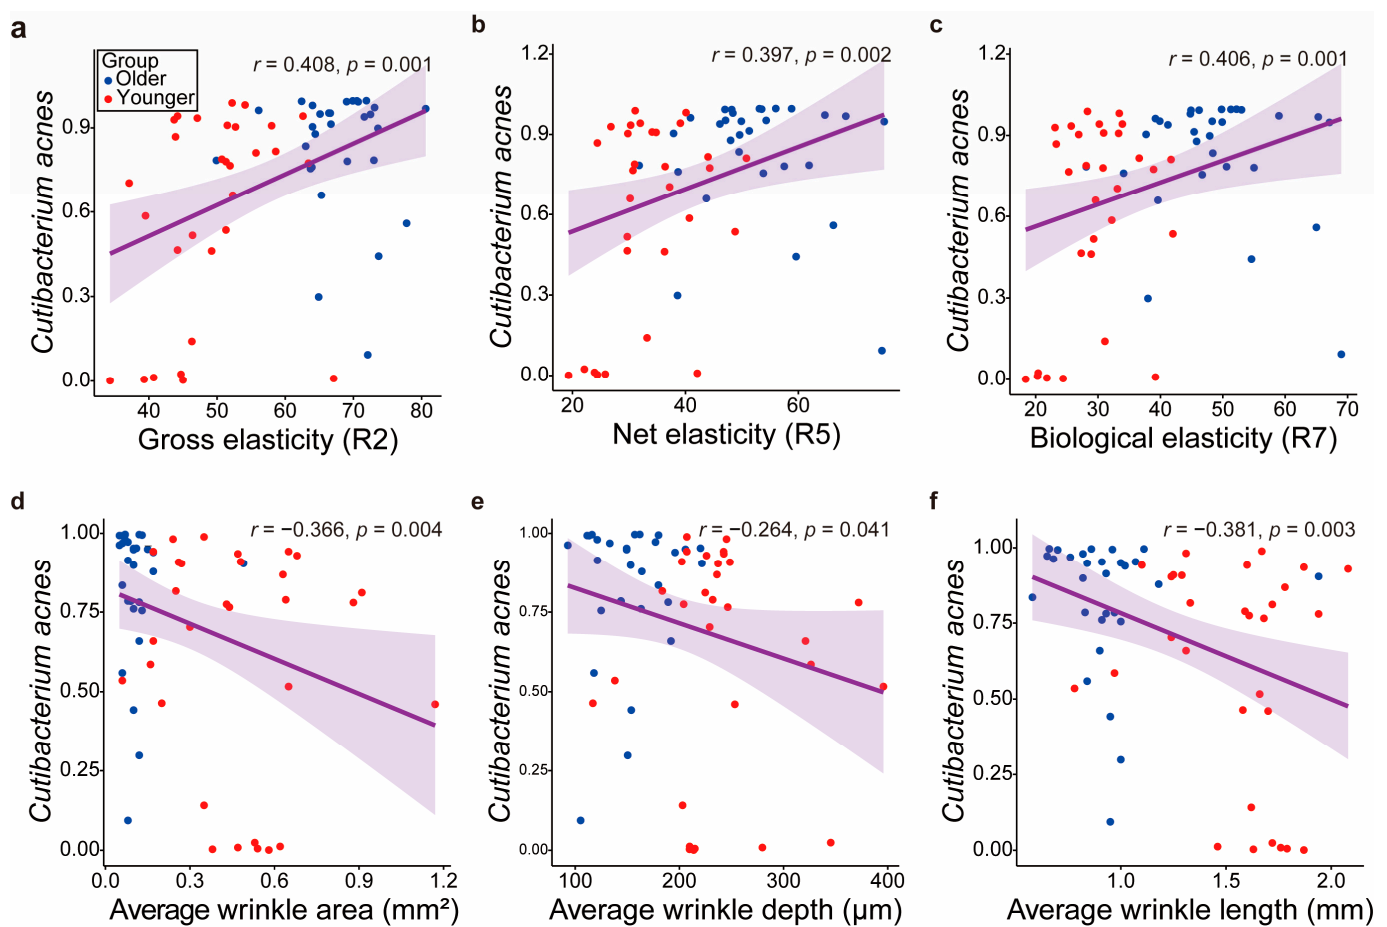 a
Group
Older
Younger
r = 0.408, p = 0.001
Cutibacterium acnes
0.9
0.6
0.3
0.0
40 50 60 70 80
Gross elasticity (R2)
b
r = 0.397, p = 0.002
Cutibacterium acnes
1.2
0.9
0.6
0.3
0.0
20 40 60
Net elasticity (R5)
c
r = 0.406, p = 0.001
Cutibacterium acnes
1.2
0.9
0.6
0.3
0.0
20 30 40 50 60 70
Biological elasticity (R7)
d
r = −0.366, p = 0.004
Cutibacterium acnes
1.00
0.75
0.50
0.25
0.00
0.0 0.3 0.6 0.9 1.2
Average wrinkle area (mm²)
e
r = −0.264, p = 0.041
Cutibacterium acnes
1.00
0.75
0.50
0.25
0.00
100 200 300 400
Average wrinkle depth (μm)
f
r = −0.381, p = 0.003
Cutibacterium acnes
1.00
0.75
0.50
0.25
0.00
1.0 1.5 2.0
Average wrinkle length (mm)